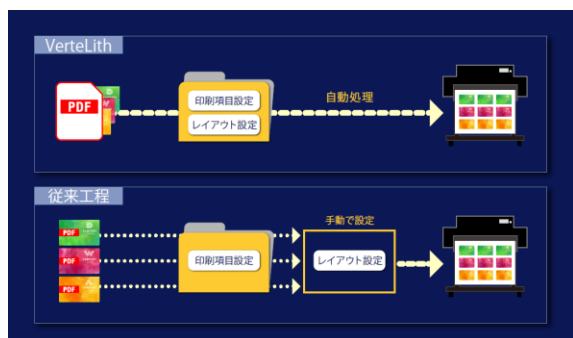 VerteLith
PDF
印刷項目設定
レイアウト設定
自動処理
従来工程
PDF
PDF
PDF
印刷項目設定
手動で設定
レイアウト設定